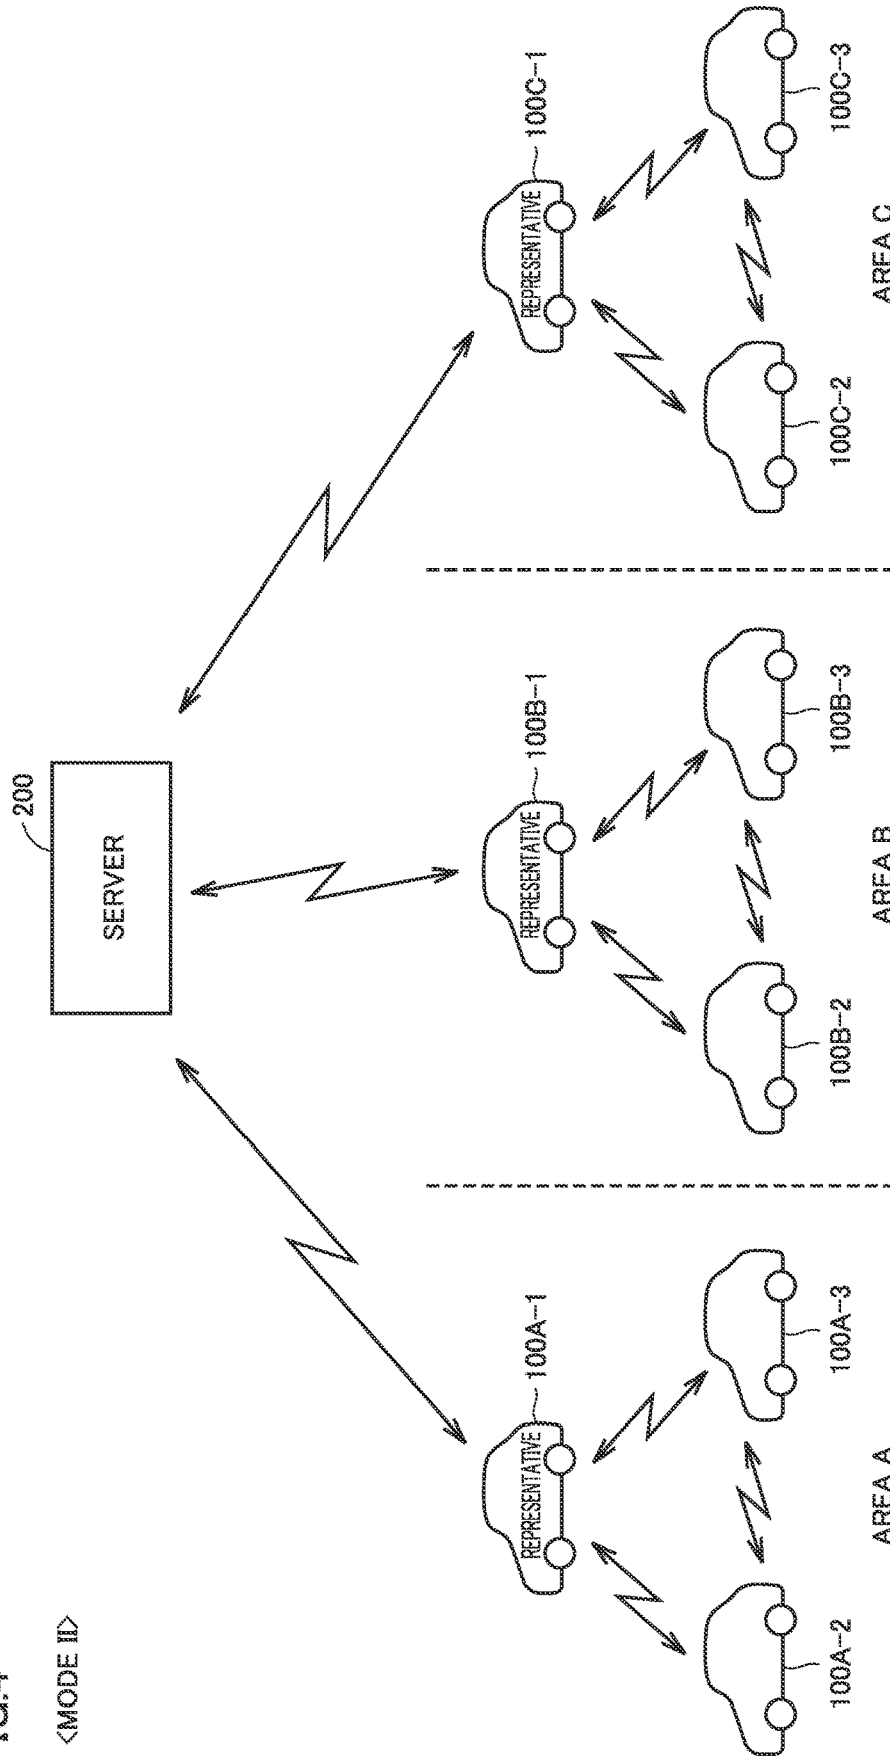 <MODE II>
200
SERVER
100A-1
REPRESENTATIVE
100B-1
REPRESENTATIVE
100C-1
REPRESENTATIVE
100A-2
100A-3
100B-2
100B-3
100C-2
100C-3
AREA A
AREA B
AREA C